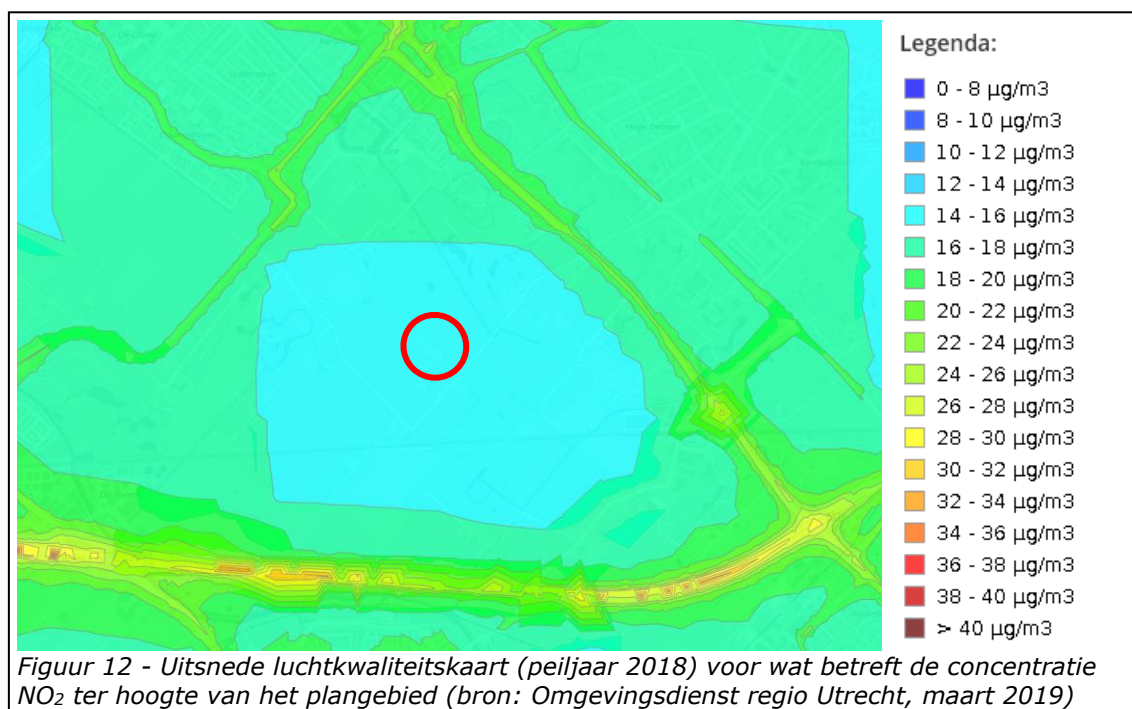 Legenda:
0 - 8 µg/m3
8 - 10 µg/m3
10 - 12 µg/m3
12 - 14 µg/m3
14 - 16 µg/m3
16 - 18 µg/m3
18 - 20 µg/m3
20 - 22 µg/m3
22 - 24 µg/m3
24 - 26 µg/m3
26 - 28 µg/m3
28 - 30 µg/m3
30 - 32 µg/m3
32 - 34 µg/m3
34 - 36 µg/m3
36 - 38 µg/m3
38 - 40 µg/m3
> 40 µg/m3
Figuur 12 - Uitsnede luchtkwaliteitskaart (peiljaar 2018) voor wat betreft de concentratie
NO₂ ter hoogte van het plangebied (bron: Omgevingsdienst regio Utrecht, maart 2019)